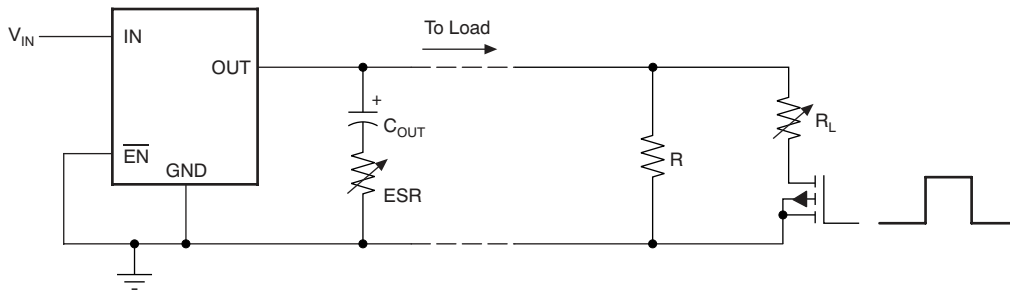 To Load
V_IN
IN
OUT
+
C_OUT
R_L
R
EN̅
GND
ESR